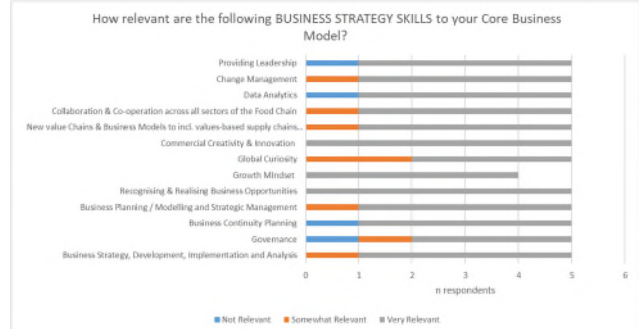 How relevant are the following BUSINESS STRATEGY SKILLS to your Core Business
Model?
Providing Leadership
Change Management
Data Analytics
Collaboration & Co-operation across all sectors of the Food Chain
New value Chains & Business Models to incl. values-based supply chains...
Commercial Creativity & Innovation
Global Curiosity
Growth Mindset
Recognising & Realising Business Opportunities
Business Planning / Modelling and Strategic Management
Business Continuity Planning
Governance
Business Strategy, Development, Implementation and Analysis
0 1 2 3 4 5 6
n respondents
Not Relevant Somewhat Relevant Very Relevant